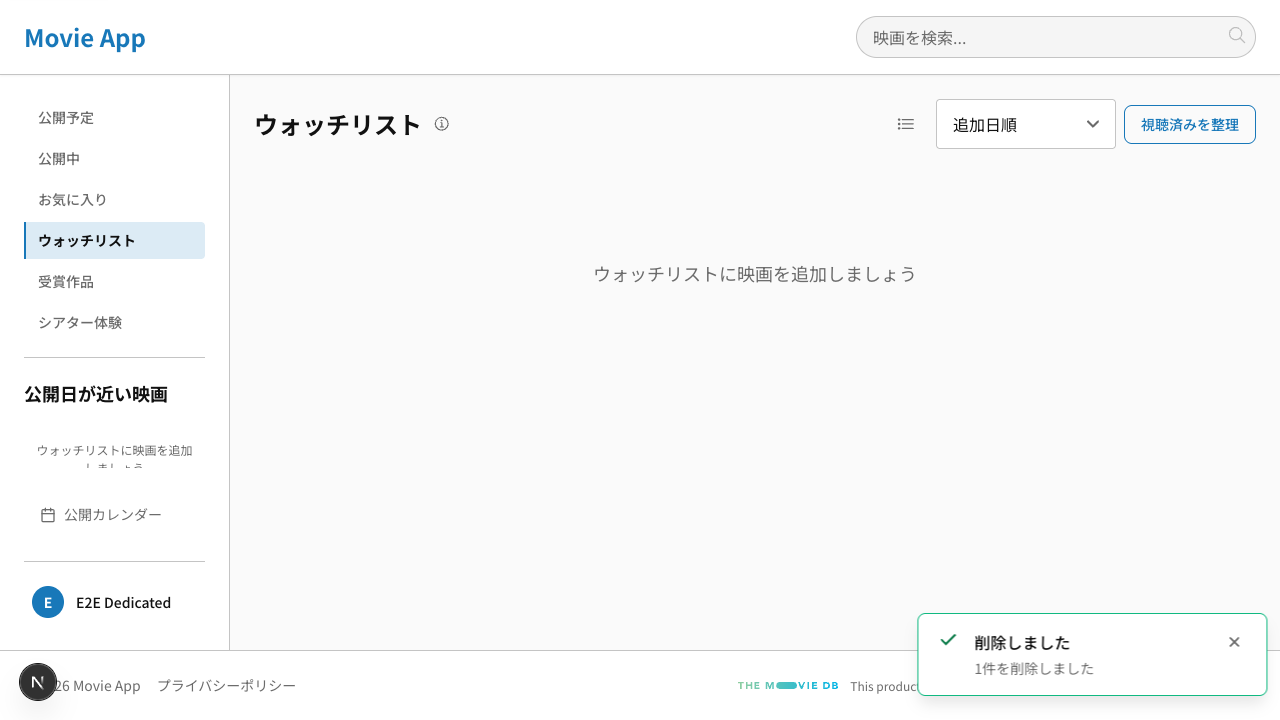 Movie App
映画を検索...
公開予定
公開中
お気に入り
ウォッチリスト
受賞作品
シアター体験
公開日が近い映画
ウォッチリストに映画を追加
しましょう
公開カレンダー
E
E2E Dedicated
ウォッチリスト
追加日順
視聴済みを整理
ウォッチリストに映画を追加しましょう
削除しました
1件を削除しました
N
26 Movie App
プライバシーポリシー
THE MOVIE DB
This produc